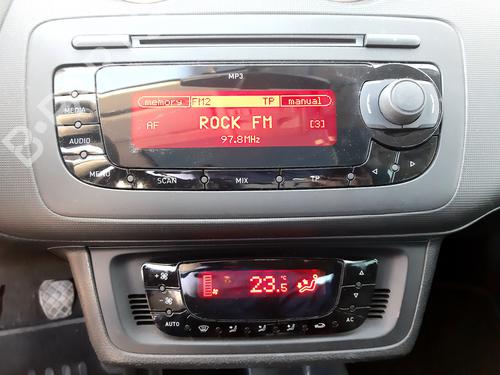 MP3
memory FM2 TP manual
RADIO
MEDIA
AF ROCK FM [3]
AUDIO
97.8MHz
MENU
SCAN MIX TP
23.5 °C
AUTO
AC